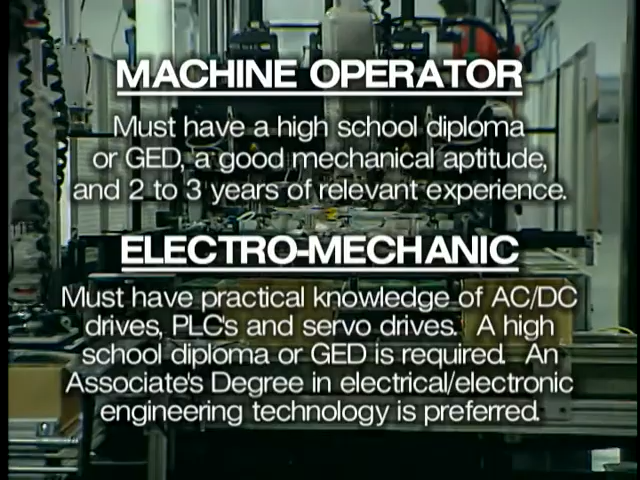 MACHINE OPERATOR
Must have a high school diploma
or GED, a good mechanical aptitude,
and 2 to 3 years of relevant experience.
ELECTRO-MECHANIC
Must have practical knowledge of AC/DC
drives, PLC's and servo drives. A high
school diploma or GED is required. An
Associate's Degree in electrical/electronic
engineering technology is preferred.